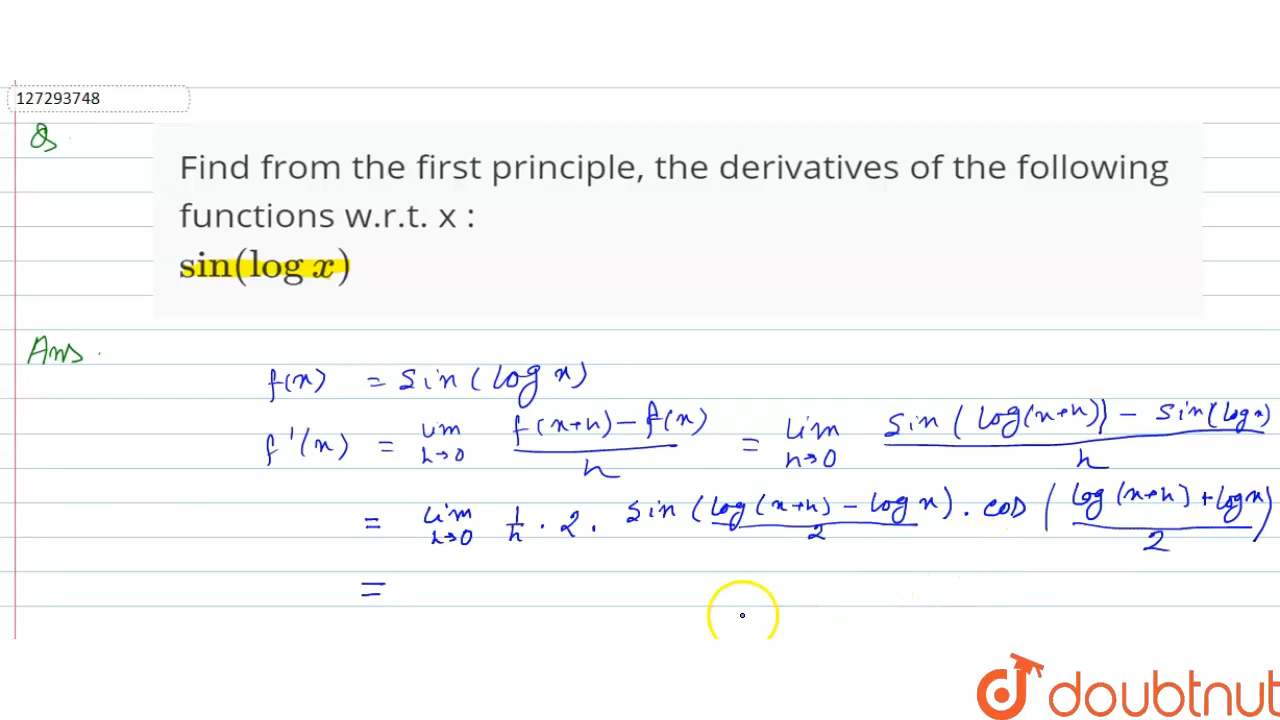 127293748
Q
Find from the first principle, the derivatives of the following
functions w.r.t. x :
sin(log x)
Ans.
f(x) = sin(log x)
f'(x) = lim h→0 f(x+h) - f(x) / h = lim h→0 sin(log(x+h)) - sin(log x) / h
= lim h→0 1/h · 2 · sin(log(x+h) - log x / 2) · cos(log(x+h) + log x / 2)
=
doubtnut